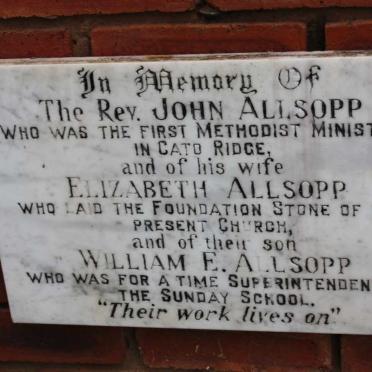 In Memory Of
The Rev. JOHN ALLSOPP
WHO WAS THE FIRST METHODIST MINIST
IN CATO RIDGE,
and of his wife
ELIZABETH ALLSOPP
WHO LAID THE FOUNDATION STONE OF
PRESENT CHURCH,
and of their son
WILLIAM E. ALLSOPP
WHO WAS FOR A TIME SUPERINTENDEN
THE SUNDAY SCHOOL.
"Their work lives on"